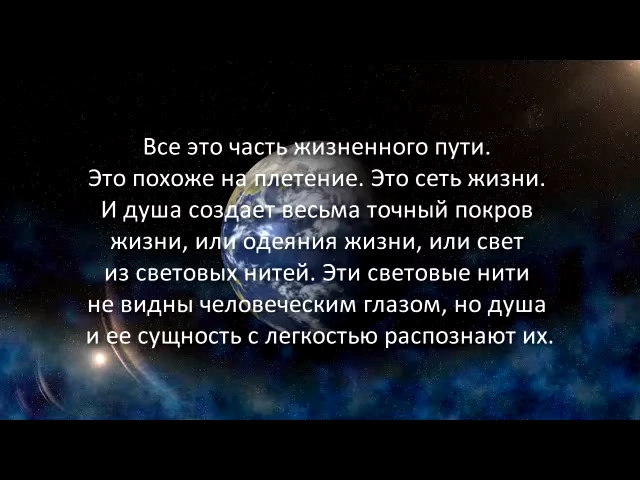 Все это часть жизненного пути.
Это похоже на плетение. Это сеть жизни.
И душа создает весьма точный покров
жизни, или одеяния жизни, или свет
из световых нитей. Эти световые нити
не видны человеческим глазом, но душа
и ее сущность с легкостью распознают их.